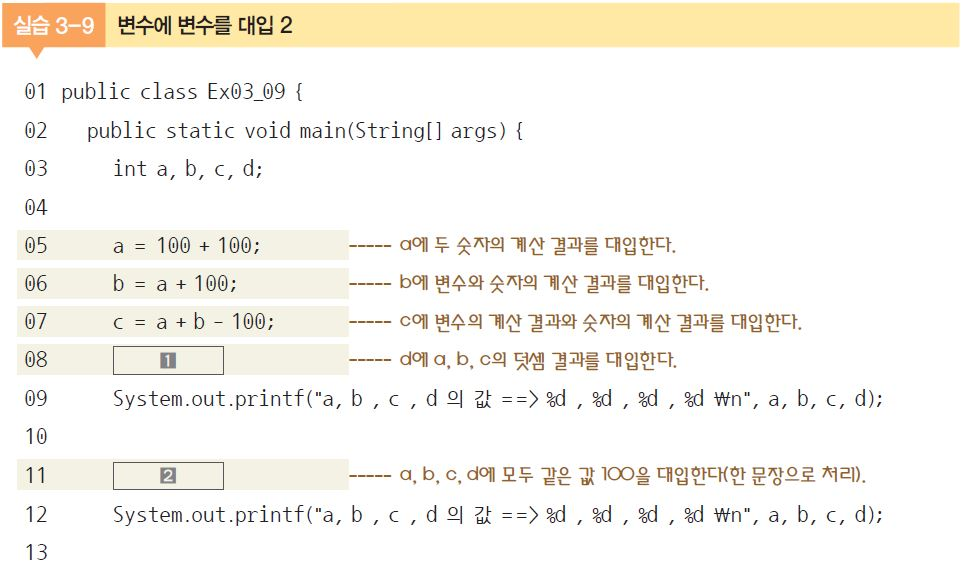 실습 3-9 변수에 변수를 대입 2
01 public class Ex03_09 {
02 public static void main(String[] args) {
03 int a, b, c, d;
04
05 a = 100 + 100; ----- a에 두 숫자의 계산 결과를 대입한다.
06 b = a + 100; ----- b에 변수와 숫자의 계산 결과를 대입한다.
07 c = a + b - 100; ----- c에 변수의 계산 결과와 숫자의 계산 결과를 대입한다.
08 1 ----- d에 a, b, c의 덧셈 결과를 대입한다.
09 System.out.printf("a, b , c , d 의 값 ==> %d , %d , %d , %d ₩n", a, b, c, d);
10
11 2 ----- a, b, c, d에 모두 같은 값 100을 대입한다(한 문장으로 처리).
12 System.out.printf("a, b , c , d 의 값 ==> %d , %d , %d , %d ₩n", a, b, c, d);
13